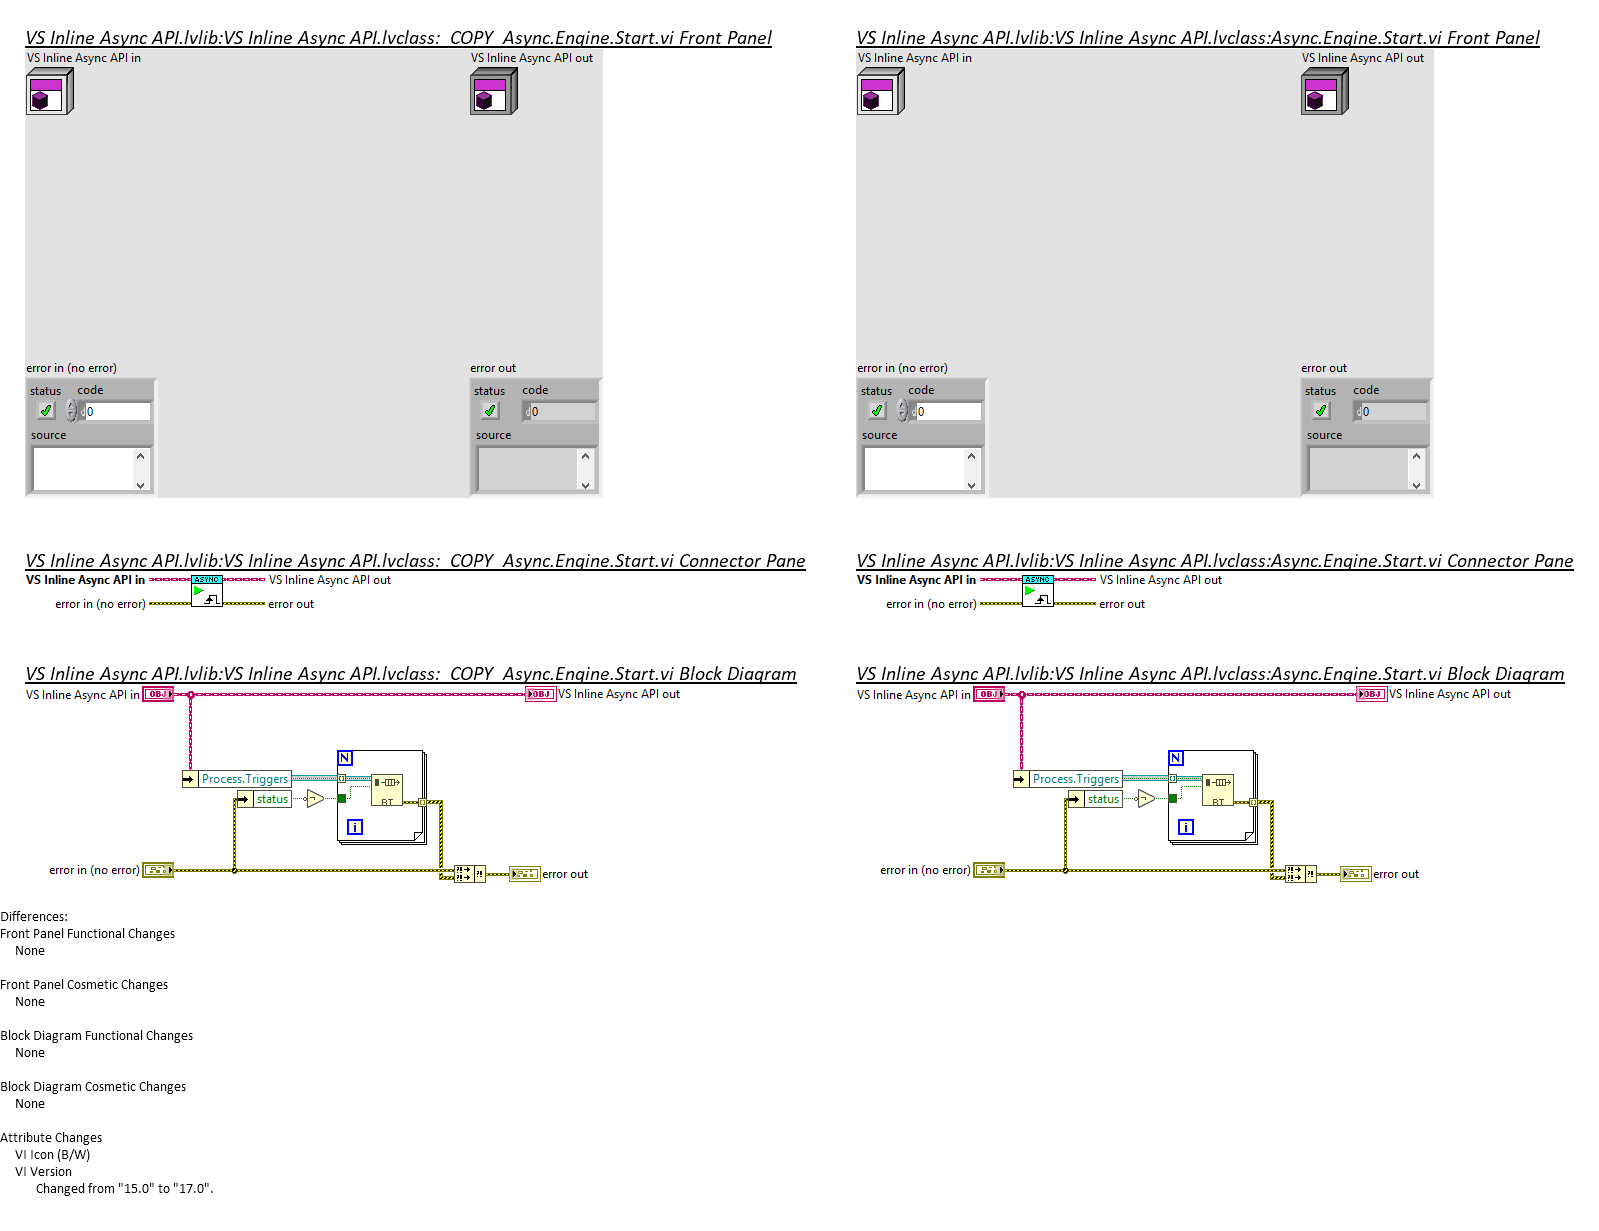 VS Inline Async API.lvlib:VS Inline Async API.lvclass:_COPY_Async.Engine.Start.vi Front Panel
VS Inline Async API in
VS Inline Async API out
error in (no error)
error out
status code
0
source
status code
0
source
VS Inline Async API.lvlib:VS Inline Async API.lvclass:Async.Engine.Start.vi Front Panel
VS Inline Async API in
VS Inline Async API out
error in (no error)
error out
status code
0
source
status code
0
source
VS Inline Async API.lvlib:VS Inline Async API.lvclass:_COPY_Async.Engine.Start.vi Connector Pane
VS Inline Async API in
ASYNC
VS Inline Async API out
error in (no error)
error out
VS Inline Async API.lvlib:VS Inline Async API.lvclass:Async.Engine.Start.vi Connector Pane
VS Inline Async API in
ASYNC
VS Inline Async API out
error in (no error)
error out
VS Inline Async API.lvlib:VS Inline Async API.lvclass:_COPY_Async.Engine.Start.vi Block Diagram
VS Inline Async API in
OBJ
OBJ
VS Inline Async API out
N
Process.Triggers
status
BT
i
error in (no error)
error out
VS Inline Async API.lvlib:VS Inline Async API.lvclass:Async.Engine.Start.vi Block Diagram
VS Inline Async API in
OBJ
OBJ
VS Inline Async API out
N
Process.Triggers
status
BT
i
error in (no error)
error out
Differences:
Front Panel Functional Changes
None
Front Panel Cosmetic Changes
None
Block Diagram Functional Changes
None
Block Diagram Cosmetic Changes
None
Attribute Changes
VI Icon (B/W)
VI Version
Changed from "15.0" to "17.0".